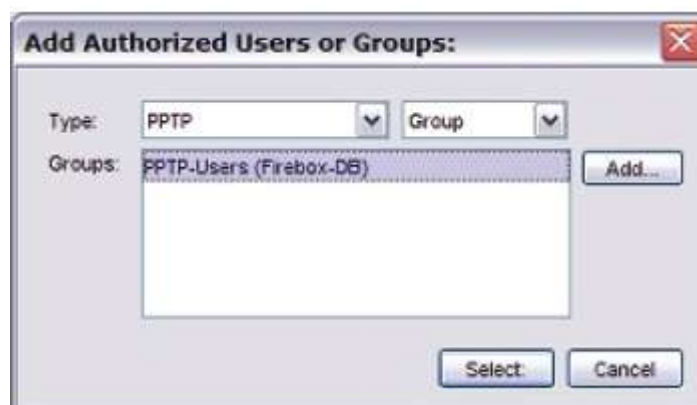 Add Authorized Users or Groups:
Type: PPTP Group
Groups: PPTP-Users (Firebox-DB) Add...
Select Cancel